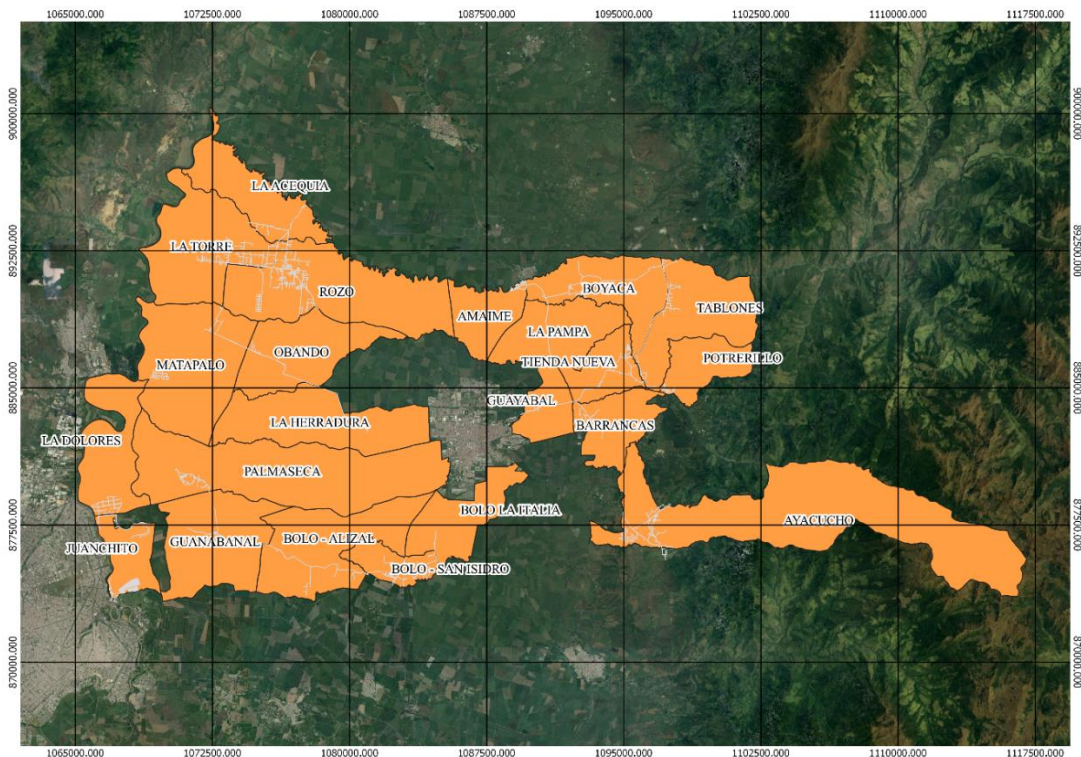 1065000.000 1072500.000 1080000.000 1087500.000 1095000.000 1102500.000 1110000.000 1117500.000
900000.000 900000.000
LA ACEQUIA
LA TORRE
892500.000 892500.000
ROZO
BOYACA
TABLONES
AMAIME
LA PAMPA
OBANDO
TIENDA NUEVA
POTRERILLO
MATAPALO
885000.000 885000.000
GUAYABAL
LA HERRADURA
BARRANCAS
LA DOLORES
PALMASECA
BOLO LA ITALIA
877500.000 877500.000
AYACUCHO
JUANCHITO
GUANABANAL
BOLO - ALIZAL
BOLO - SAN ISIDRO
870000.000 870000.000
1065000.000 1072500.000 1080000.000 1087500.000 1095000.000 1102500.000 1110000.000 1117500.000